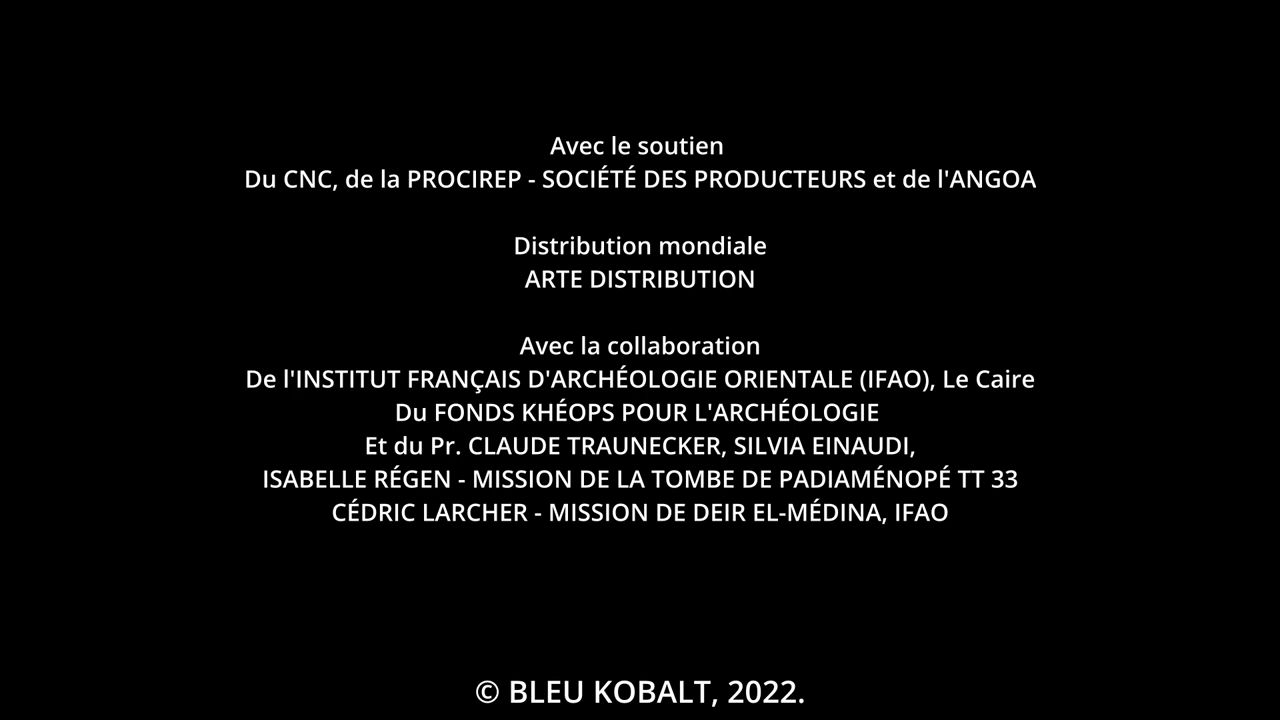 Avec le soutien
Du CNC, de la PROCIREP - SOCIÉTÉ DES PRODUCTEURS et de l'ANGOA
Distribution mondiale
ARTE DISTRIBUTION
Avec la collaboration
De l'INSTITUT FRANÇAIS D'ARCHÉOLOGIE ORIENTALE (IFAO), Le Caire
Du FONDS KHÉOPS POUR L'ARCHÉOLOGIE
Et du Pr. CLAUDE TRAUNECKER, SILVIA EINAUDI,
ISABELLE RÉGEN - MISSION DE LA TOMBE DE PADIAMÉNOPÉ TT 33
CÉDRIC LARCHER - MISSION DE DEIR EL-MÉDINA, IFAO
© BLEU KOBALT, 2022.